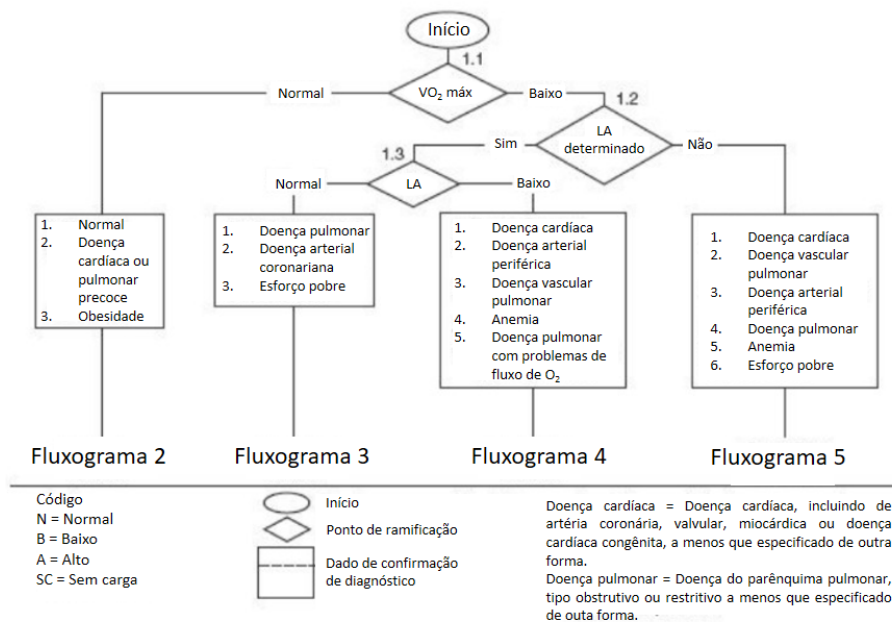 Início
1.1
VO₂ máx
Normal
Baixo
1.2
LA
determinado
Sim
Não
1.3
LA
Normal
Baixo
1. Normal
2. Doença
cardíaca ou
pulmonar
precoce
3. Obesidade
1. Doença pulmonar
2. Doença arterial
coronariana
3. Esforço pobre
1. Doença cardíaca
2. Doença arterial
periférica
3. Doença vascular
pulmonar
4. Anemia
5. Doença pulmonar
com problemas de
fluxo de O₂
1. Doença cardíaca
2. Doença vascular
pulmonar
3. Doença arterial
periférica
4. Doença pulmonar
5. Anemia
6. Esforço pobre
Fluxograma 2
Fluxograma 3
Fluxograma 4
Fluxograma 5
Código
N = Normal
B = Baixo
A = Alto
SC = Sem carga
Início
Ponto de ramificação
Dado de confirmação
de diagnóstico
Doença cardíaca = Doença cardíaca, incluindo de
artéria coronária, valvular, miocárdica ou doença
cardíaca congênita, a menos que especificado de outra
forma.
Doença pulmonar = Doença do parênquima pulmonar,
tipo obstrutivo ou restritivo a menos que especificado
de outa forma.